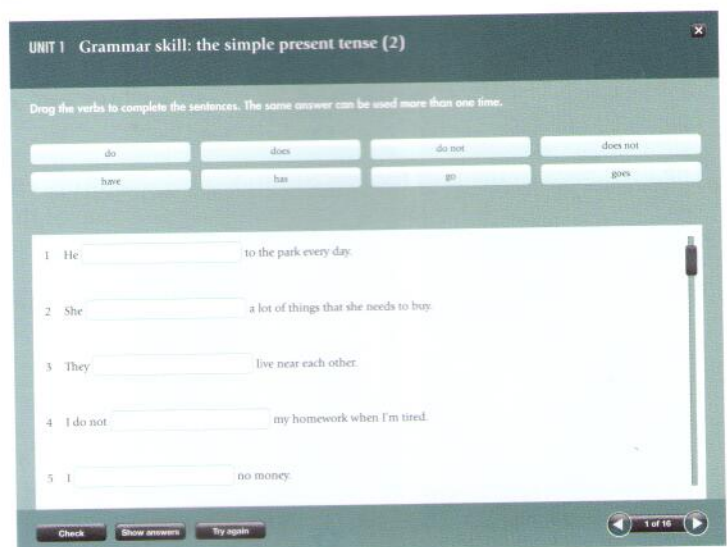 UNIT 1 Grammar skill: the simple present tense (2)
Drag the verbs to complete the sentences. The same answer can be used more than one time.
do does do not does not
have has go goes
1 He to the park every day.
2 She a lot of things that she needs to buy.
3 They live near each other.
4 I do not my homework when I'm tired.
5 I no money.
Check Show answers Try again 1 of 16